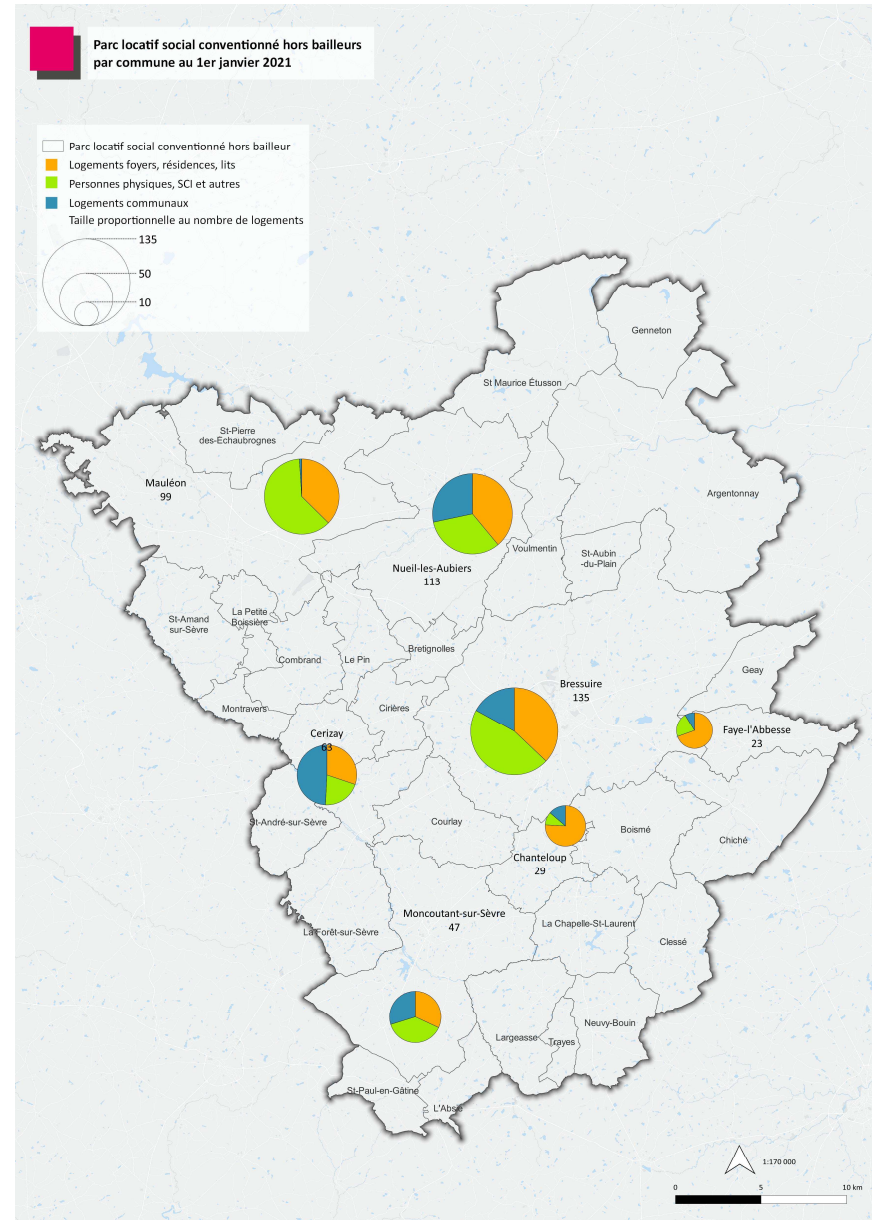 Parc locatif social conventionné hors bailleurs
par commune au 1er janvier 2021
Parc locatif social conventionné hors bailleur
Logements foyers, résidences, lits
Personnes physiques, SCI et autres
Logements communaux
Taille proportionnelle au nombre de logements
135
50
10
Genneton
St Maurice Étusson
St-Pierre
des-Echaubrognes
Mauléon
99
Argentonnay
Voulmentin
St-Aubin
-du-Plain
Nueil-les-Aubiers
113
La Petite
Boissière
St-Amand
sur-Sèvre
Bretignolles
Combrand
Le Pin
Geay
Bressuire
135
Montravers
Cirières
Cerizay
63
Faye-l'Abbesse
23
St-André-sur-Sèvre
Courlay
Boismé
Chiché
Chanteloup
29
Moncoutant-sur-Sèvre
47
La Chapelle-St-Laurent
La Forêt-sur-Sèvre
Clessé
Neuvy-Bouin
Largeasse
Trayes
St-Paul-en-Gâtine
L'Absie
1:170 000
0
5
10 km